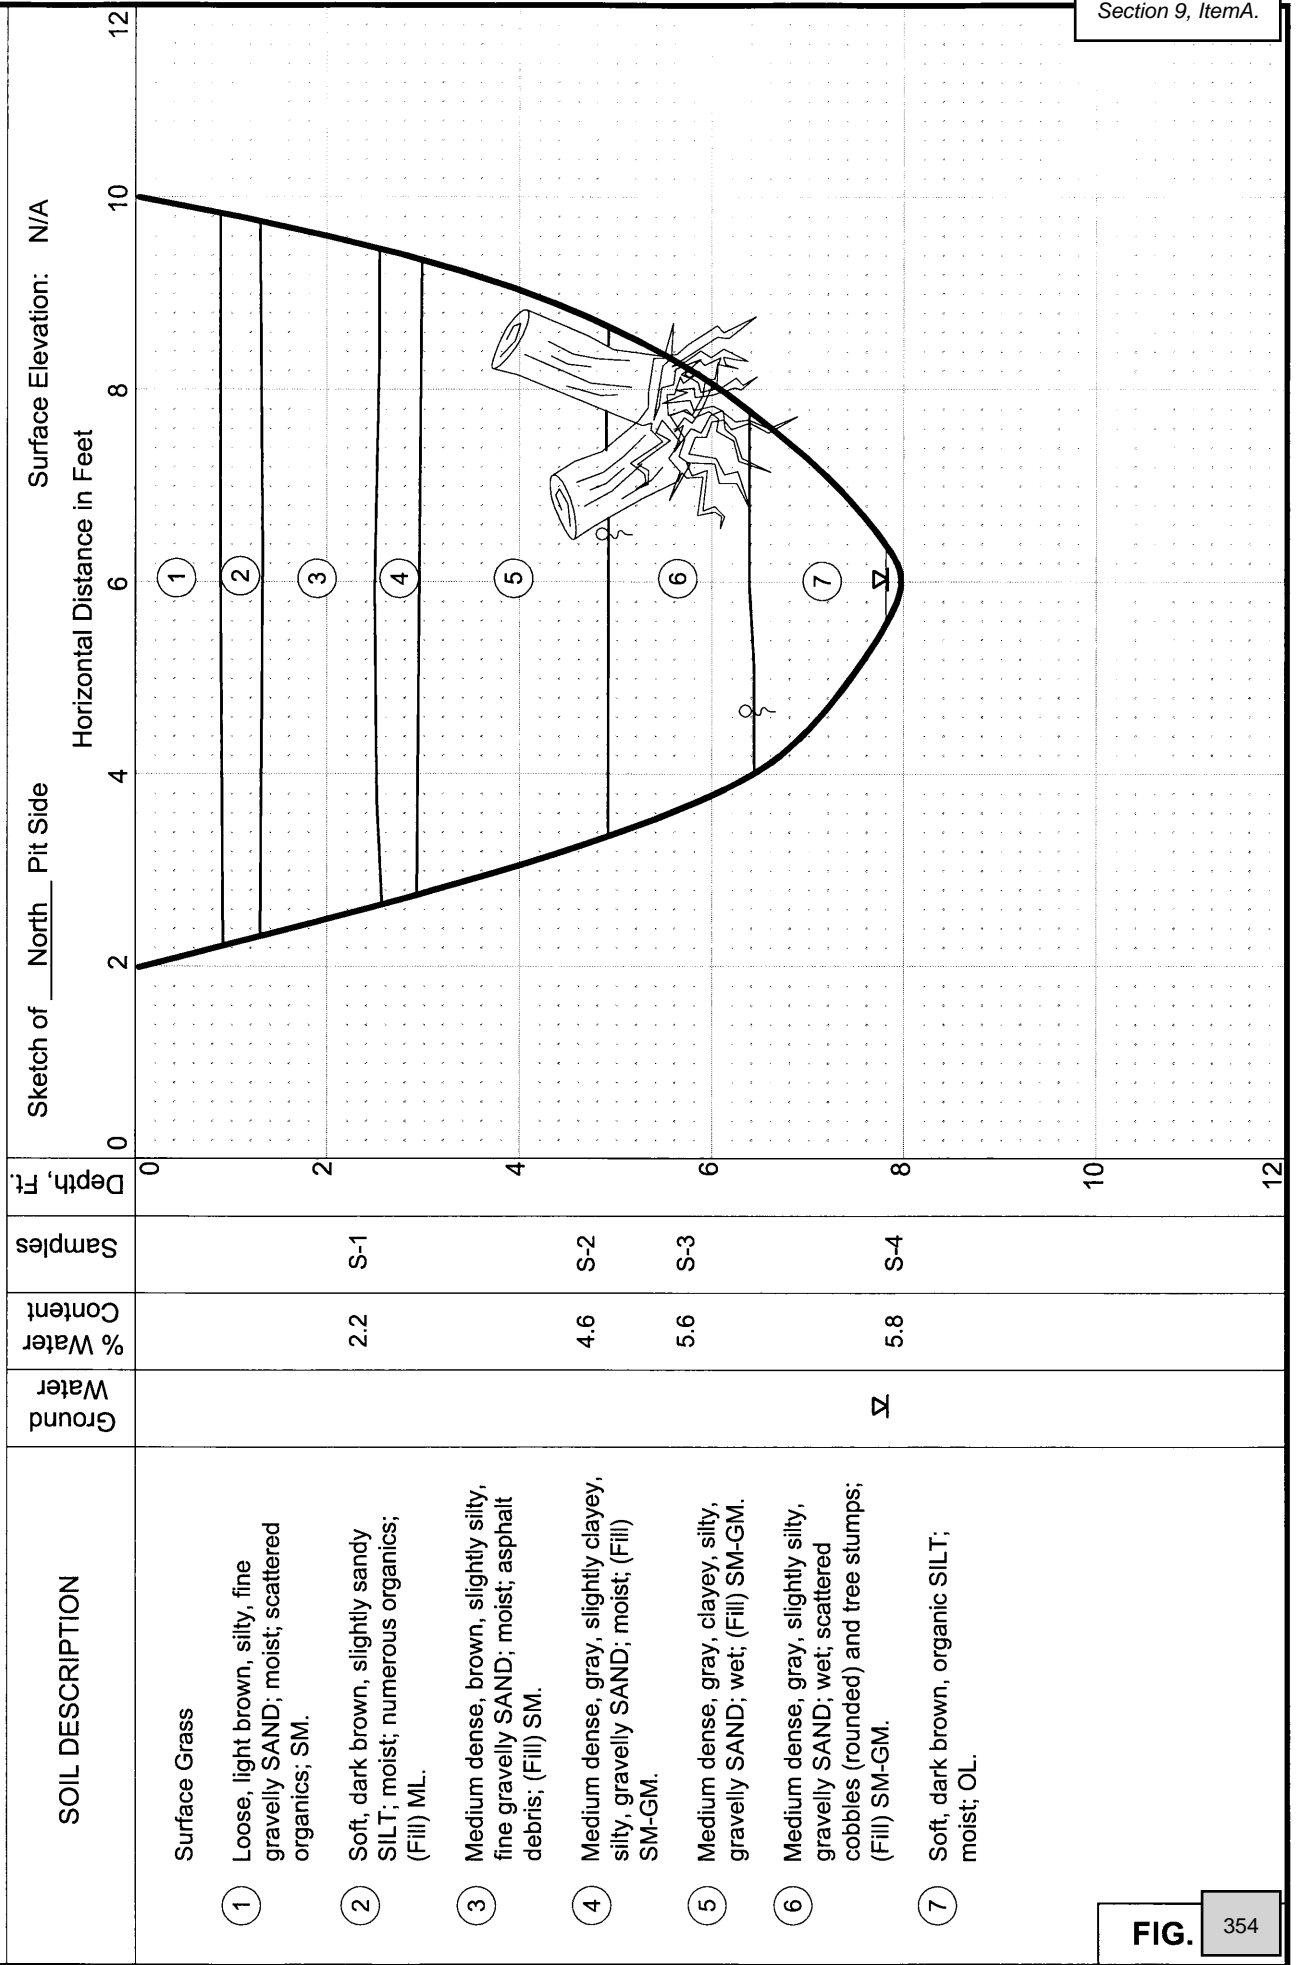 Section 9, ItemA.
SOIL DESCRIPTION
Ground
Water
% Water
Content
Samples
Depth, Ft.
Sketch of North Pit Side
Surface Elevation: N/A
Horizontal Distance in Feet
0 2 4 6 8 10 12
Surface Grass
1 Loose, light brown, silty, fine
gravelly SAND; moist; scattered
organics; SM.
2 Soft, dark brown, slightly sandy
SILT; moist; numerous organics;
(Fill) ML.
3 Medium dense, brown, slightly silty,
fine gravelly SAND; moist; asphalt
debris; (Fill) SM.
4 Medium dense, gray, slightly clayey,
silty, gravelly SAND; moist; (Fill)
SM-GM.
5 Medium dense, gray, clayey, silty,
gravelly SAND; wet; (Fill) SM-GM.
6 Medium dense, gray, slightly silty,
gravelly SAND; wet; scattered
cobbles (rounded) and tree stumps;
(Fill) SM-GM.
7 Soft, dark brown, organic SILT;
moist; OL.
2.2 S-1
4.6 S-2
5.6 S-3
5.8 S-4
0
2
4
6
8
10
12
1
2
3
4
5
6
7
FIG. 354